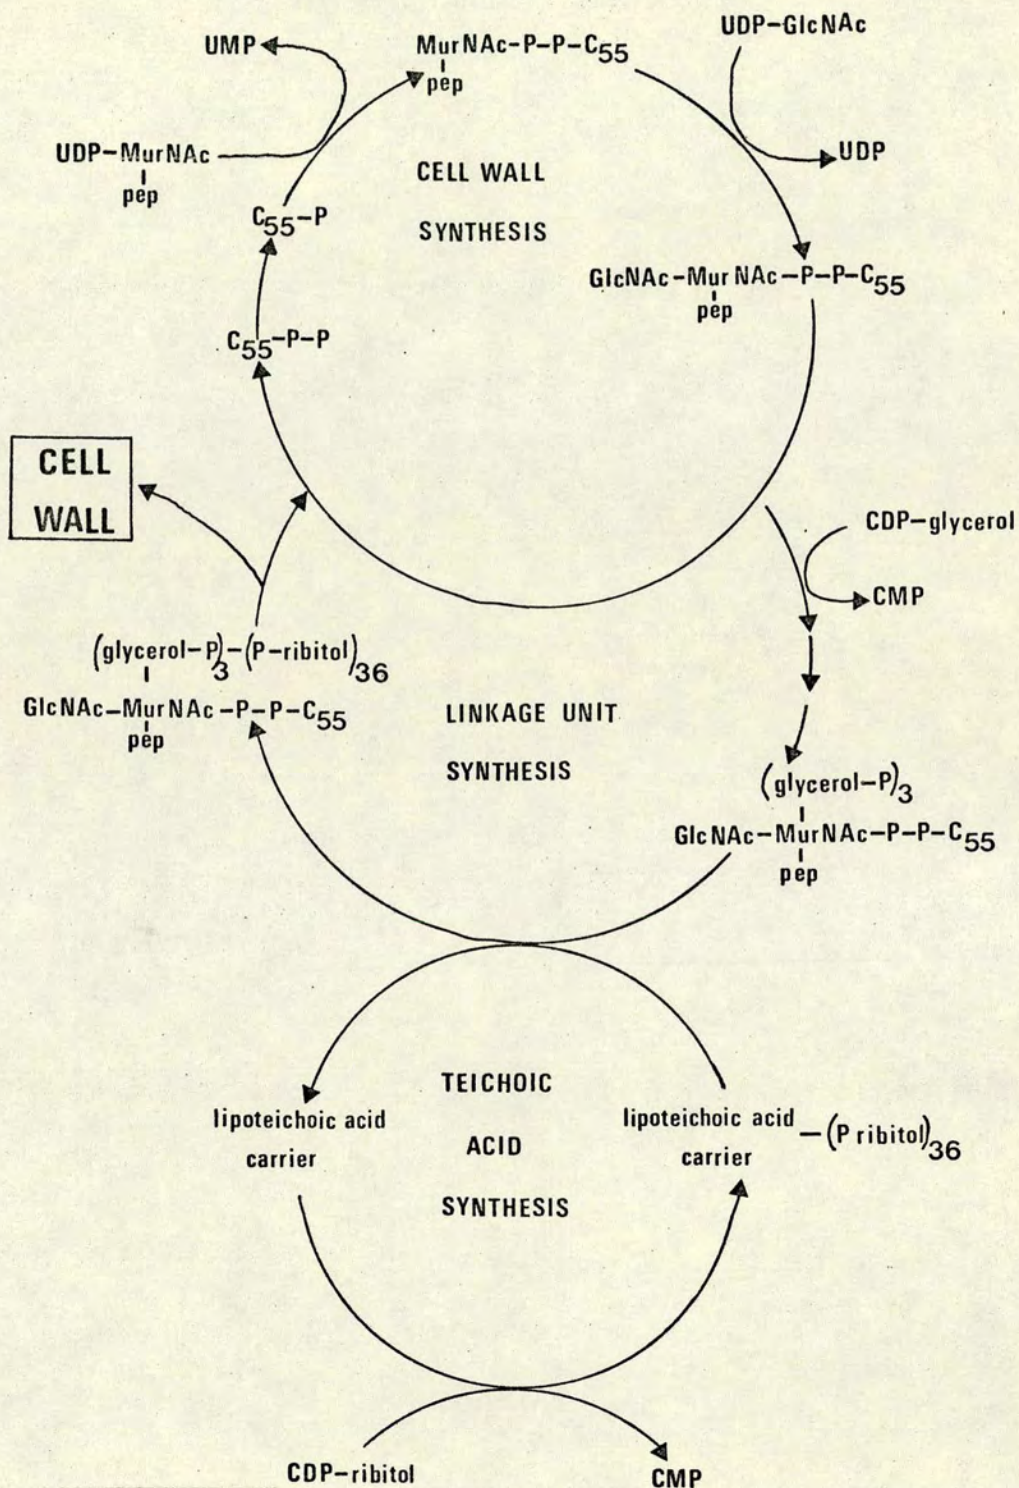 UDP-GlcNAc
UMP
MurNAc-P-P-C55
pep
UDP-MurNAc
pep
UDP
CELL WALL
SYNTHESIS
C55-P
GlcNAc-MurNAc-P-P-C55
pep
C55-P-P
CELL
WALL
CDP-glycerol
CMP
(glycerol-P)3-(P-ribitol)36
GlcNAc-MurNAc-P-P-C55
pep
LINKAGE UNIT
SYNTHESIS
(glycerol-P)3
GlcNAc-MurNAc-P-P-C55
pep
TEICHOIC
ACID
SYNTHESIS
lipoteichoic acid
carrier
lipoteichoic acid
carrier
-(P ribitol)36
CDP-ribitol
CMP